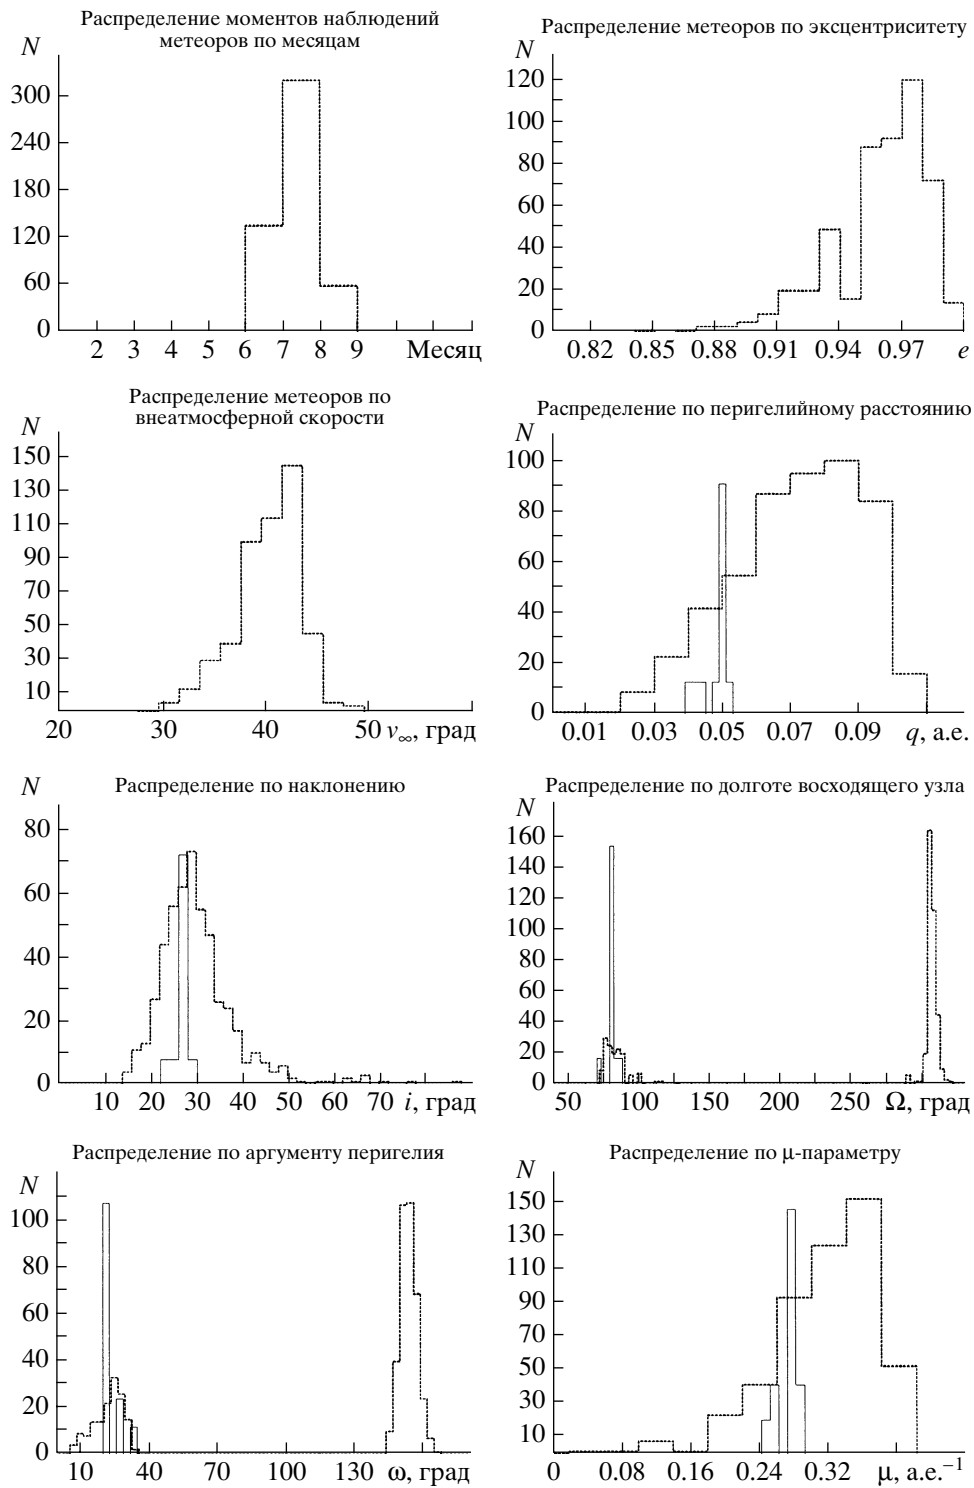 Распределение моментов наблюдений
метеоров по месяцам
N
300
240
180
120
60
0
2 3 4 5 6 7 8 9 Месяц
Распределение метеоров по эксцентриситету
N
120
100
80
60
40
20
0
0.82 0.85 0.88 0.91 0.94 0.97 e
Распределение метеоров по
внеатмосферной скорости
N
150
130
110
90
70
50
30
10
20 30 40 50 v∞, град
Распределение по перигелийному расстоянию
N
100
80
60
40
20
0
0.01 0.03 0.05 0.07 0.09 q, а.е.
Распределение по наклонению
N
80
60
40
20
0
10 20 30 40 50 60 70 i, град
Распределение по долготе восходящего узла
N
160
140
120
100
80
60
40
20
0
50 100 150 200 250 Ω, град
Распределение по аргументу перигелия
N
100
80
60
40
20
0
10 40 70 100 130 ω, град
Распределение по μ-параметру
N
150
130
110
90
70
50
30
10
0 0.08 0.16 0.24 0.32 μ, а.е.⁻¹